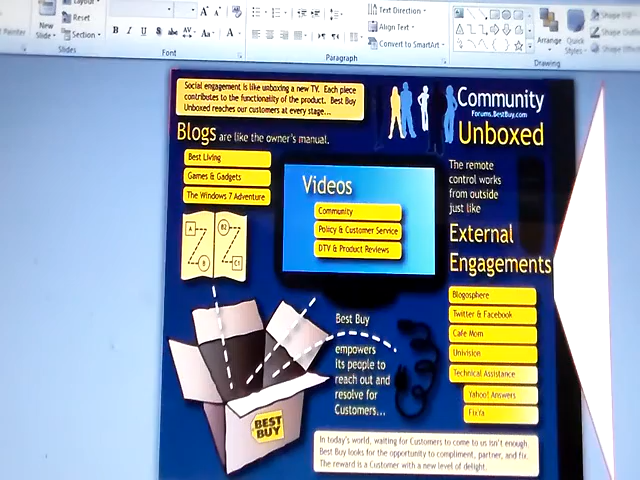 Layout
Reset
New
Slide
Section
Slides
Painter
Font
Paragraph
Text Direction
Align Text
Convert to SmartArt
Arrange
Quick
Styles
Drawing
Social engagement is like unboxing a new TV. Each piece
contributes to the functionality of the product. Best Buy
Unboxed reaches our customers at every stage...
Community
Forums.BestBuy.com
Unboxed
Blogs are like the owner's manual.
Best Living
Games & Gadgets
The Windows 7 Adventure
Videos
Community
Policy & Customer Service
DTV & Product Reviews
The remote
control works
from outside
just like
External
Engagements
Blogosphere
Twitter & Facebook
Cafe Mom
Univision
Technical Assistance
Yahoo! Answers
FixYa
A
B
B2
C1
Best Buy
empowers
its people to
reach out and
resolve for
Customers...
BEST
BUY
In today's world, waiting for Customers to come to us isn't enough.
Best Buy looks for the opportunity to compliment, partner, and fix.
The reward is a Customer with a new level of delight.